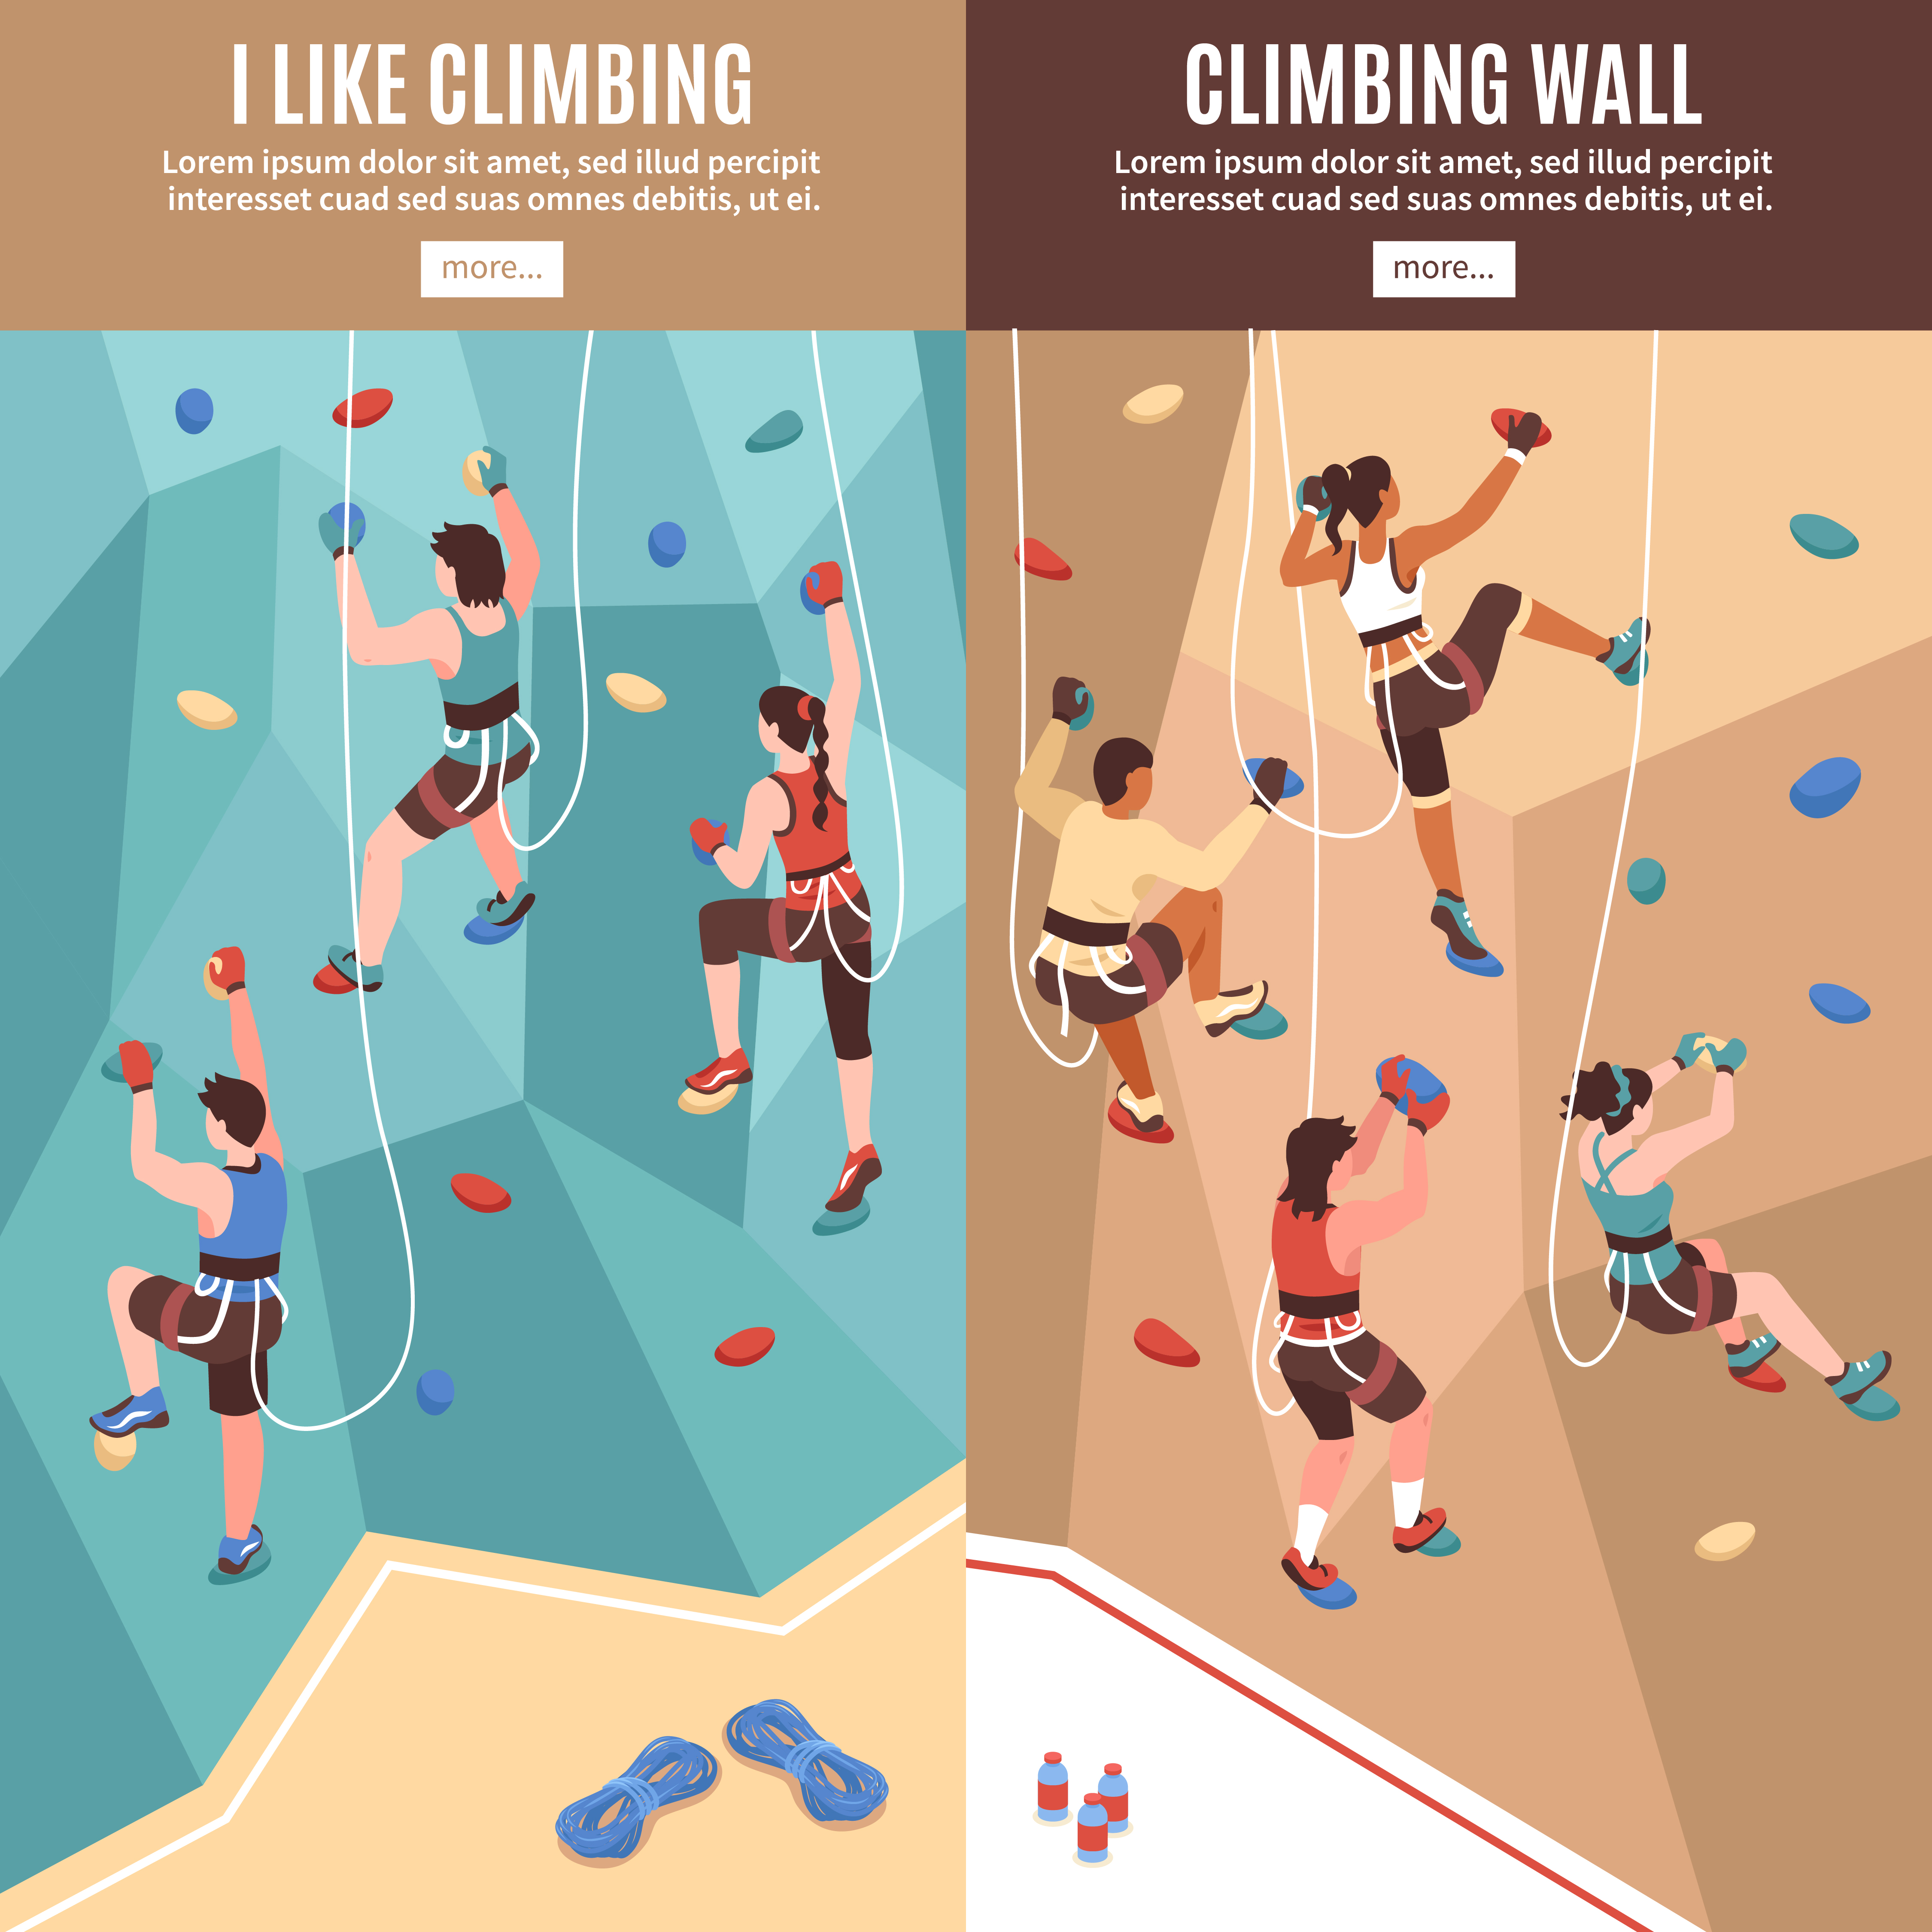 I LIKE CLIMBING
Lorem ipsum dolor sit amet, sed illud percipit
interesset cuad sed suas omnes debitis, ut ei.
more...
CLIMBING WALL
Lorem ipsum dolor sit amet, sed illud percipit
interesset cuad sed suas omnes debitis, ut ei.
more...